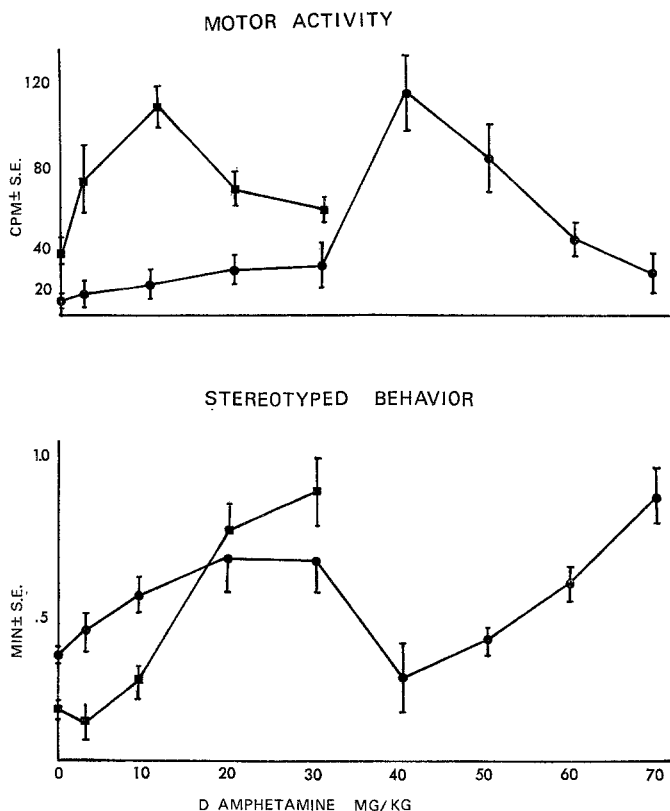 MOTOR ACTIVITY
120
80
40
20
CPM± S.E.
STEREOTYPED BEHAVIOR
1.0
.5
MIN± S.E.
0 10 20 30 40 50 60 70
D AMPHETAMINE MG/KG